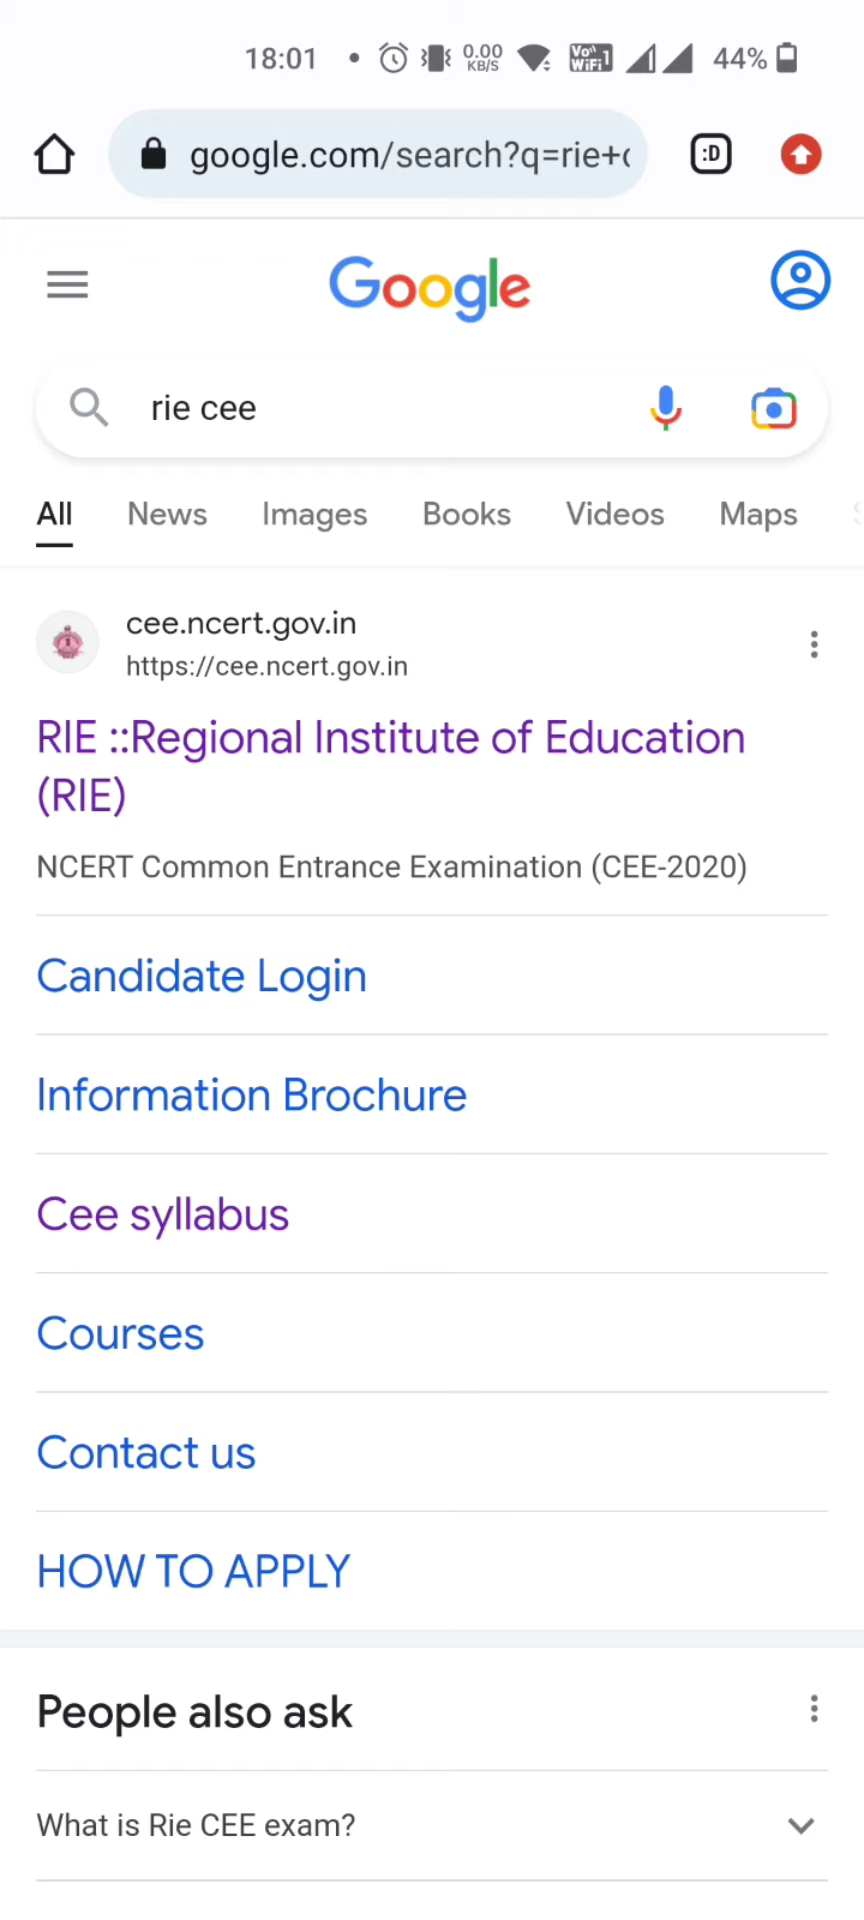 18:01 • 0.00 KB/S Vo WiFi 1 44%
google.com/search?q=rie+
:D
Google
rie cee
All News Images Books Videos Maps
cee.ncert.gov.in
https://cee.ncert.gov.in
RIE ::Regional Institute of Education
(RIE)
NCERT Common Entrance Examination (CEE-2020)
Candidate Login
Information Brochure
Cee syllabus
Courses
Contact us
HOW TO APPLY
People also ask
What is Rie CEE exam?